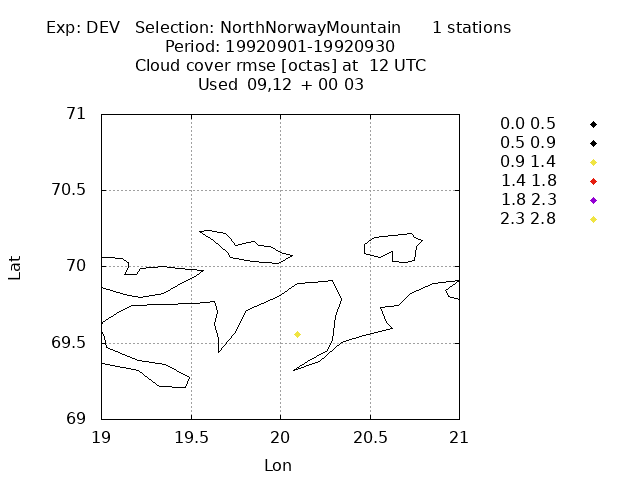 Exp: DEV Selection: NorthNorwayMountain 1 stations
Period: 19920901-19920930
Cloud cover rmse [octas] at 12 UTC
Used 09,12 + 00 03
71
70.5
70
69.5
69
Lat
19
19.5
20
20.5
21
Lon
0.0 0.5
0.5 0.9
0.9 1.4
1.4 1.8
1.8 2.3
2.3 2.8